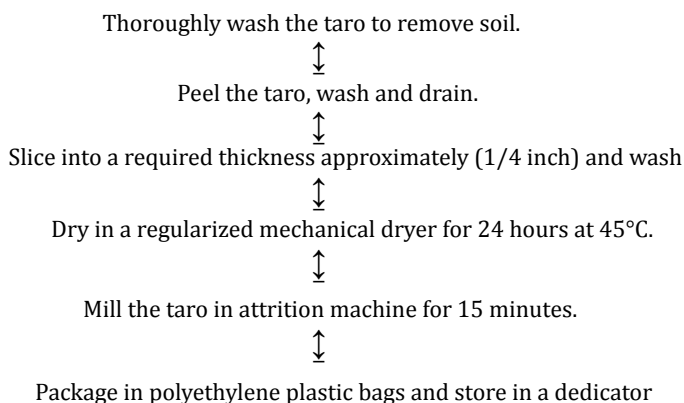 Thoroughly wash the taro to remove soil.
↨
Peel the taro, wash and drain.
↨
Slice into a required thickness approximately (1/4 inch) and wash
↨
Dry in a regularized mechanical dryer for 24 hours at 45°C.
↨
Mill the taro in attrition machine for 15 minutes.
↨
Package in polyethylene plastic bags and store in a dedicator